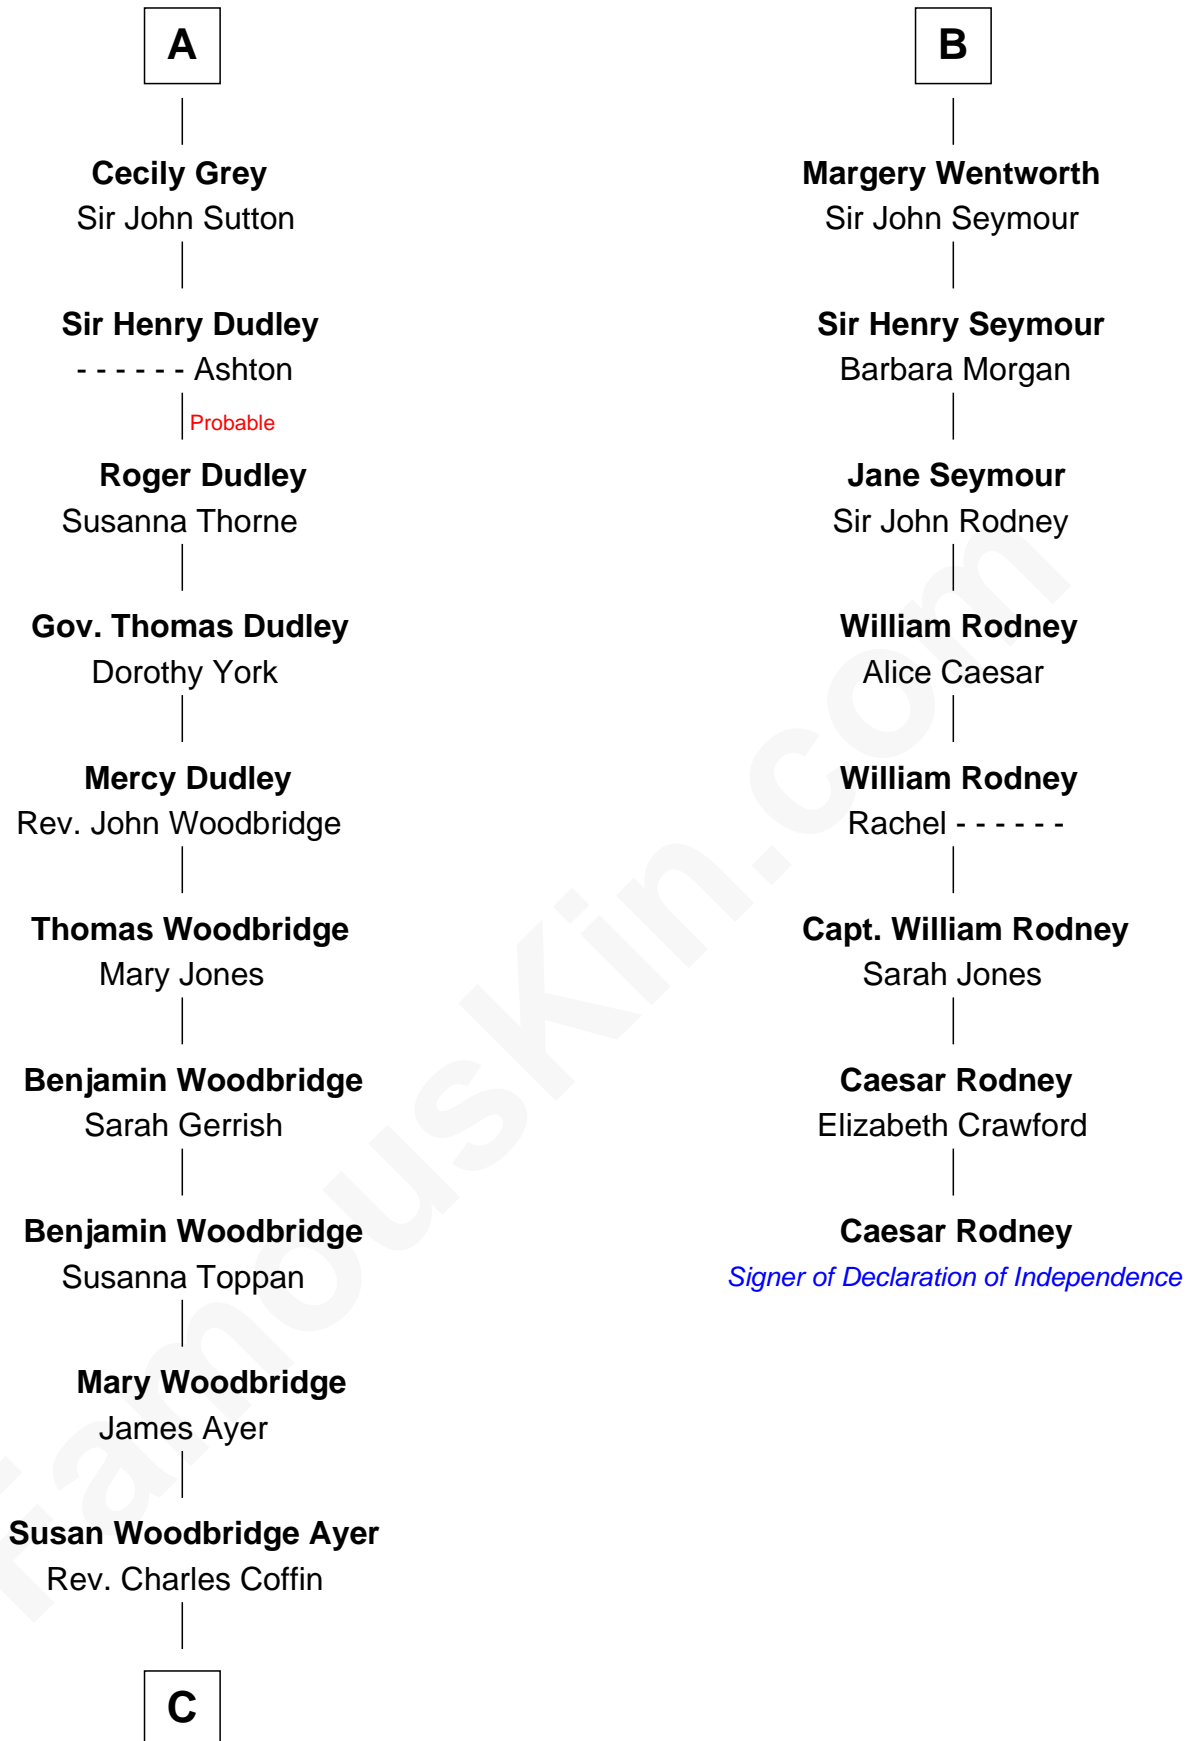 A
Cecily Grey
Sir John Sutton
Sir Henry Dudley
- - - - - - Ashton
Probable
Roger Dudley
Susanna Thorne
Gov. Thomas Dudley
Dorothy York
Mercy Dudley
Rev. John Woodbridge
Thomas Woodbridge
Mary Jones
Benjamin Woodbridge
Sarah Gerrish
Benjamin Woodbridge
Susanna Toppan
Mary Woodbridge
James Ayer
Susan Woodbridge Ayer
Rev. Charles Coffin
C
B
Margery Wentworth
Sir John Seymour
Sir Henry Seymour
Barbara Morgan
Jane Seymour
Sir John Rodney
William Rodney
Alice Caesar
William Rodney
Rachel - - - - - -
Capt. William Rodney
Sarah Jones
Caesar Rodney
Elizabeth Crawford
Caesar Rodney
Signer of Declaration of Independence
FamousKin.com